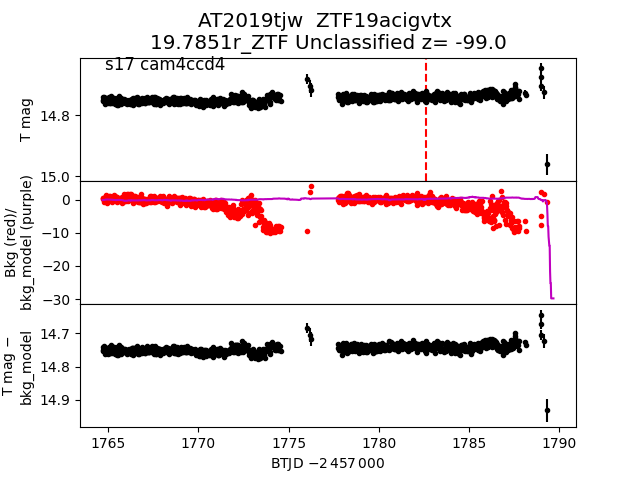 AT2019tjw  ZTF19acigvtx
19.7851r_ZTF Unclassified z= -99.0
s17 cam4ccd4
T mag
14.8
15.0
Bkg (red)/
bkg_model (purple)
0
−10
−20
−30
T mag −
bkg_model
14.7
14.8
14.9
1765
1770
1775
1780
1785
1790
BTJD −2 457 000